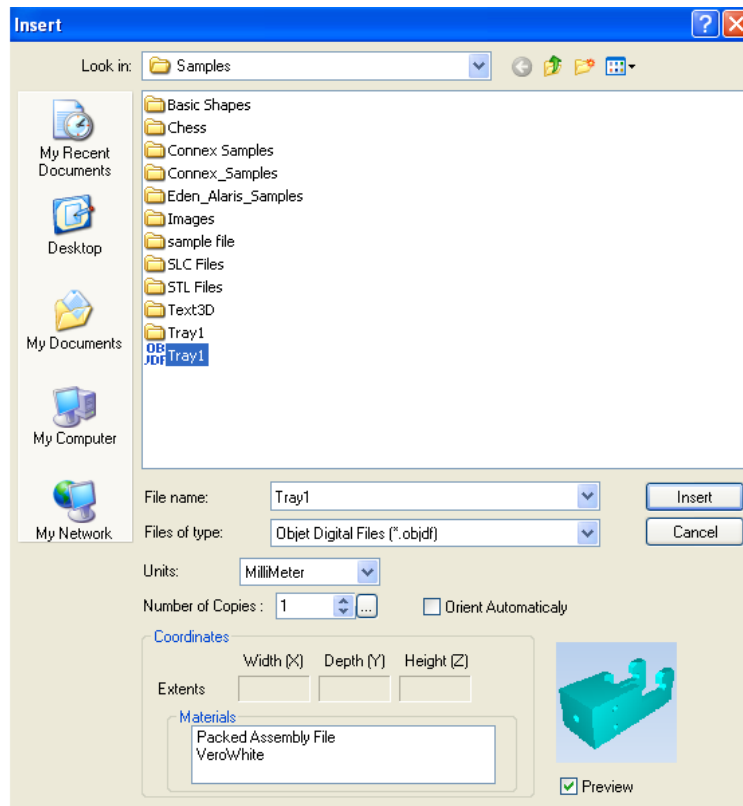 Insert
Look in: Samples
My Recent
Documents
Desktop
My Documents
My Computer
My Network
Basic Shapes
Chess
Connex Samples
Connex_Samples
Eden_Alaris_Samples
Images
sample file
SLC Files
STL Files
Text3D
Tray1
OBJ
JDF Tray1
File name: Tray1 Insert
Files of type: Objet Digital Files (*.objdf) Cancel
Units: MilliMeter
Number of Copies : 1 ... Orient Automaticaly
Coordinates
Width (X) Depth (Y) Height (Z)
Extents
Materials
Packed Assembly File
VeroWhite
Preview